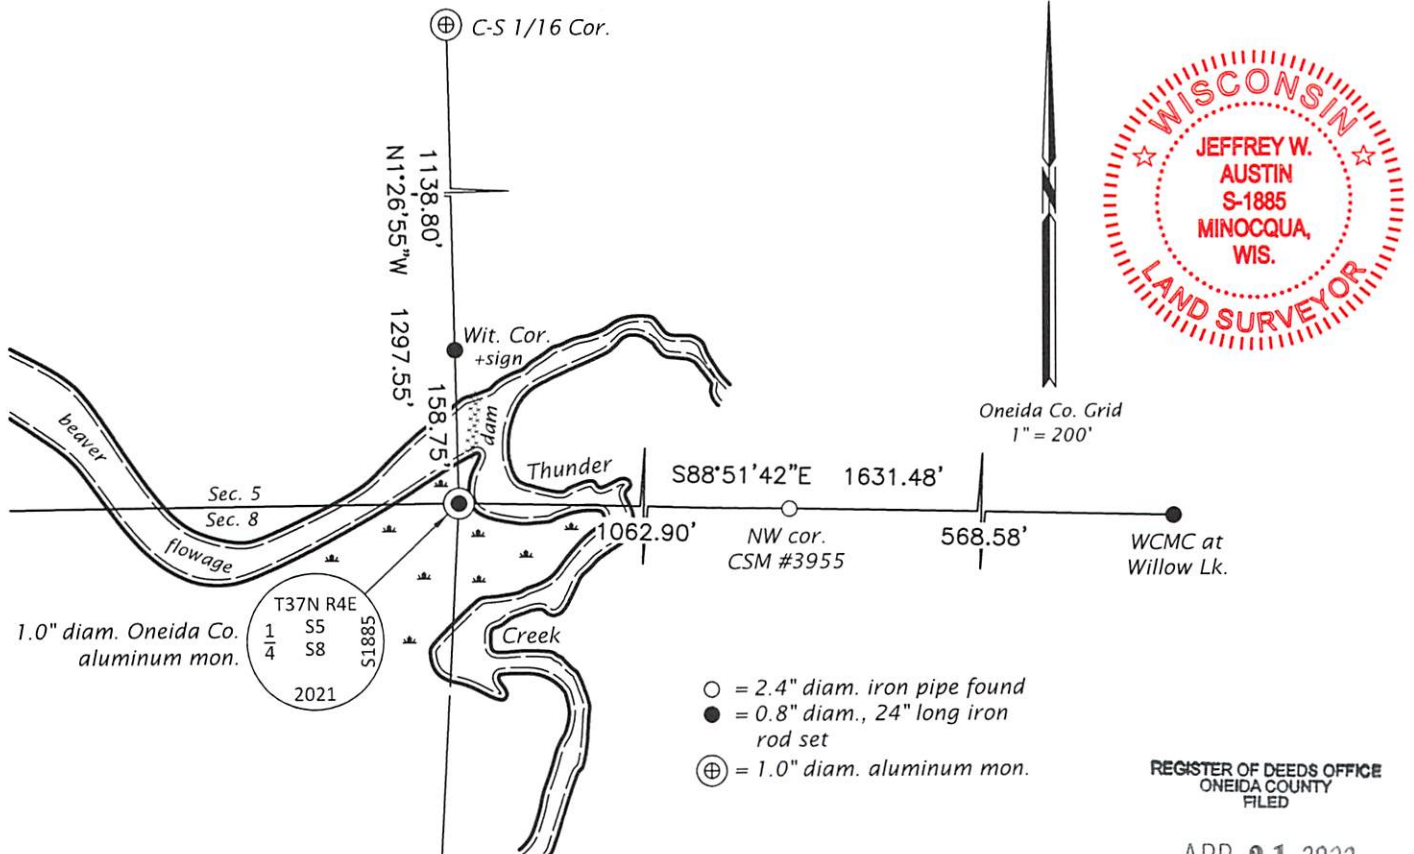 C-S 1/16 Cor.
WISCONSIN
JEFFREY W.
AUSTIN
S-1885
MINOCQUA,
WIS.
LAND SURVEYOR
N
1138.80'
N1°26'55"W 1297.55'
Wit. Cor.
+sign
158.75'
dam
beaver
flowage
Oneida Co. Grid
1" = 200'
Thunder
S88°51'42"E 1631.48'
Sec. 5
Sec. 8
1062.90'
NW cor.
CSM #3955
568.58'
WCMC at
Willow Lk.
1.0" diam. Oneida Co.
aluminum mon.
T37N R4E
1/4
S5
S8
S1885
2021
Creek
= 2.4" diam. iron pipe found
= 0.8" diam., 24" long iron
rod set
= 1.0" diam. aluminum mon.
REGISTER OF DEEDS OFFICE
ONEIDA COUNTY
FILED
APR 21